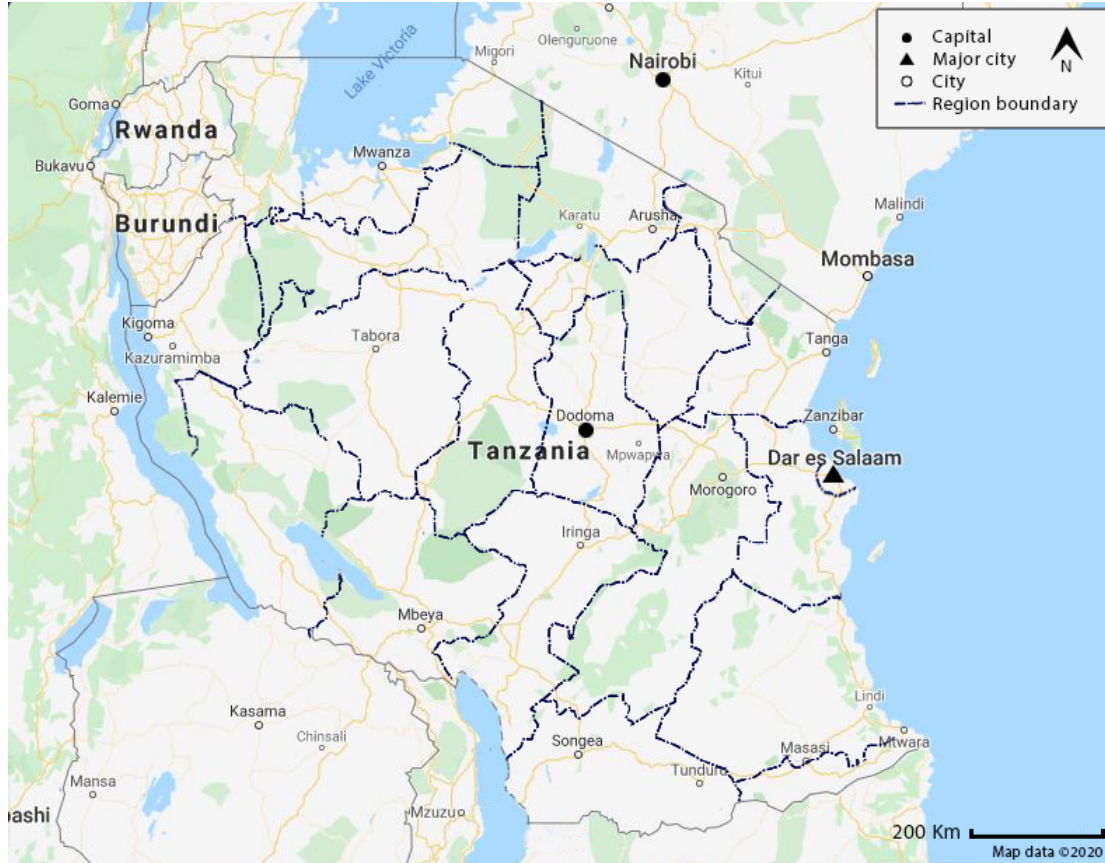 Olenguruone
Migori
Nairobi
Kitui
Lake Victoria
Goma
Rwanda
Bukavu
Mwanza
Burundi
Karatu
Arusha
Malindi
Mombasa
Kigoma
Kazuramimba
Tabora
Tanga
Kalemie
Dodoma
Zanzibar
Tanzania
Mpwapwa
Dar es Salaam
Morogoro
Iringa
Mbeya
Kasama
Chinsali
Songea
Lindi
Masasi
Mtwara
Tunduru
Mansa
Mzuzu
bashi
Capital
Major city
City
Region boundary
N
200 Km
Map data ©2020